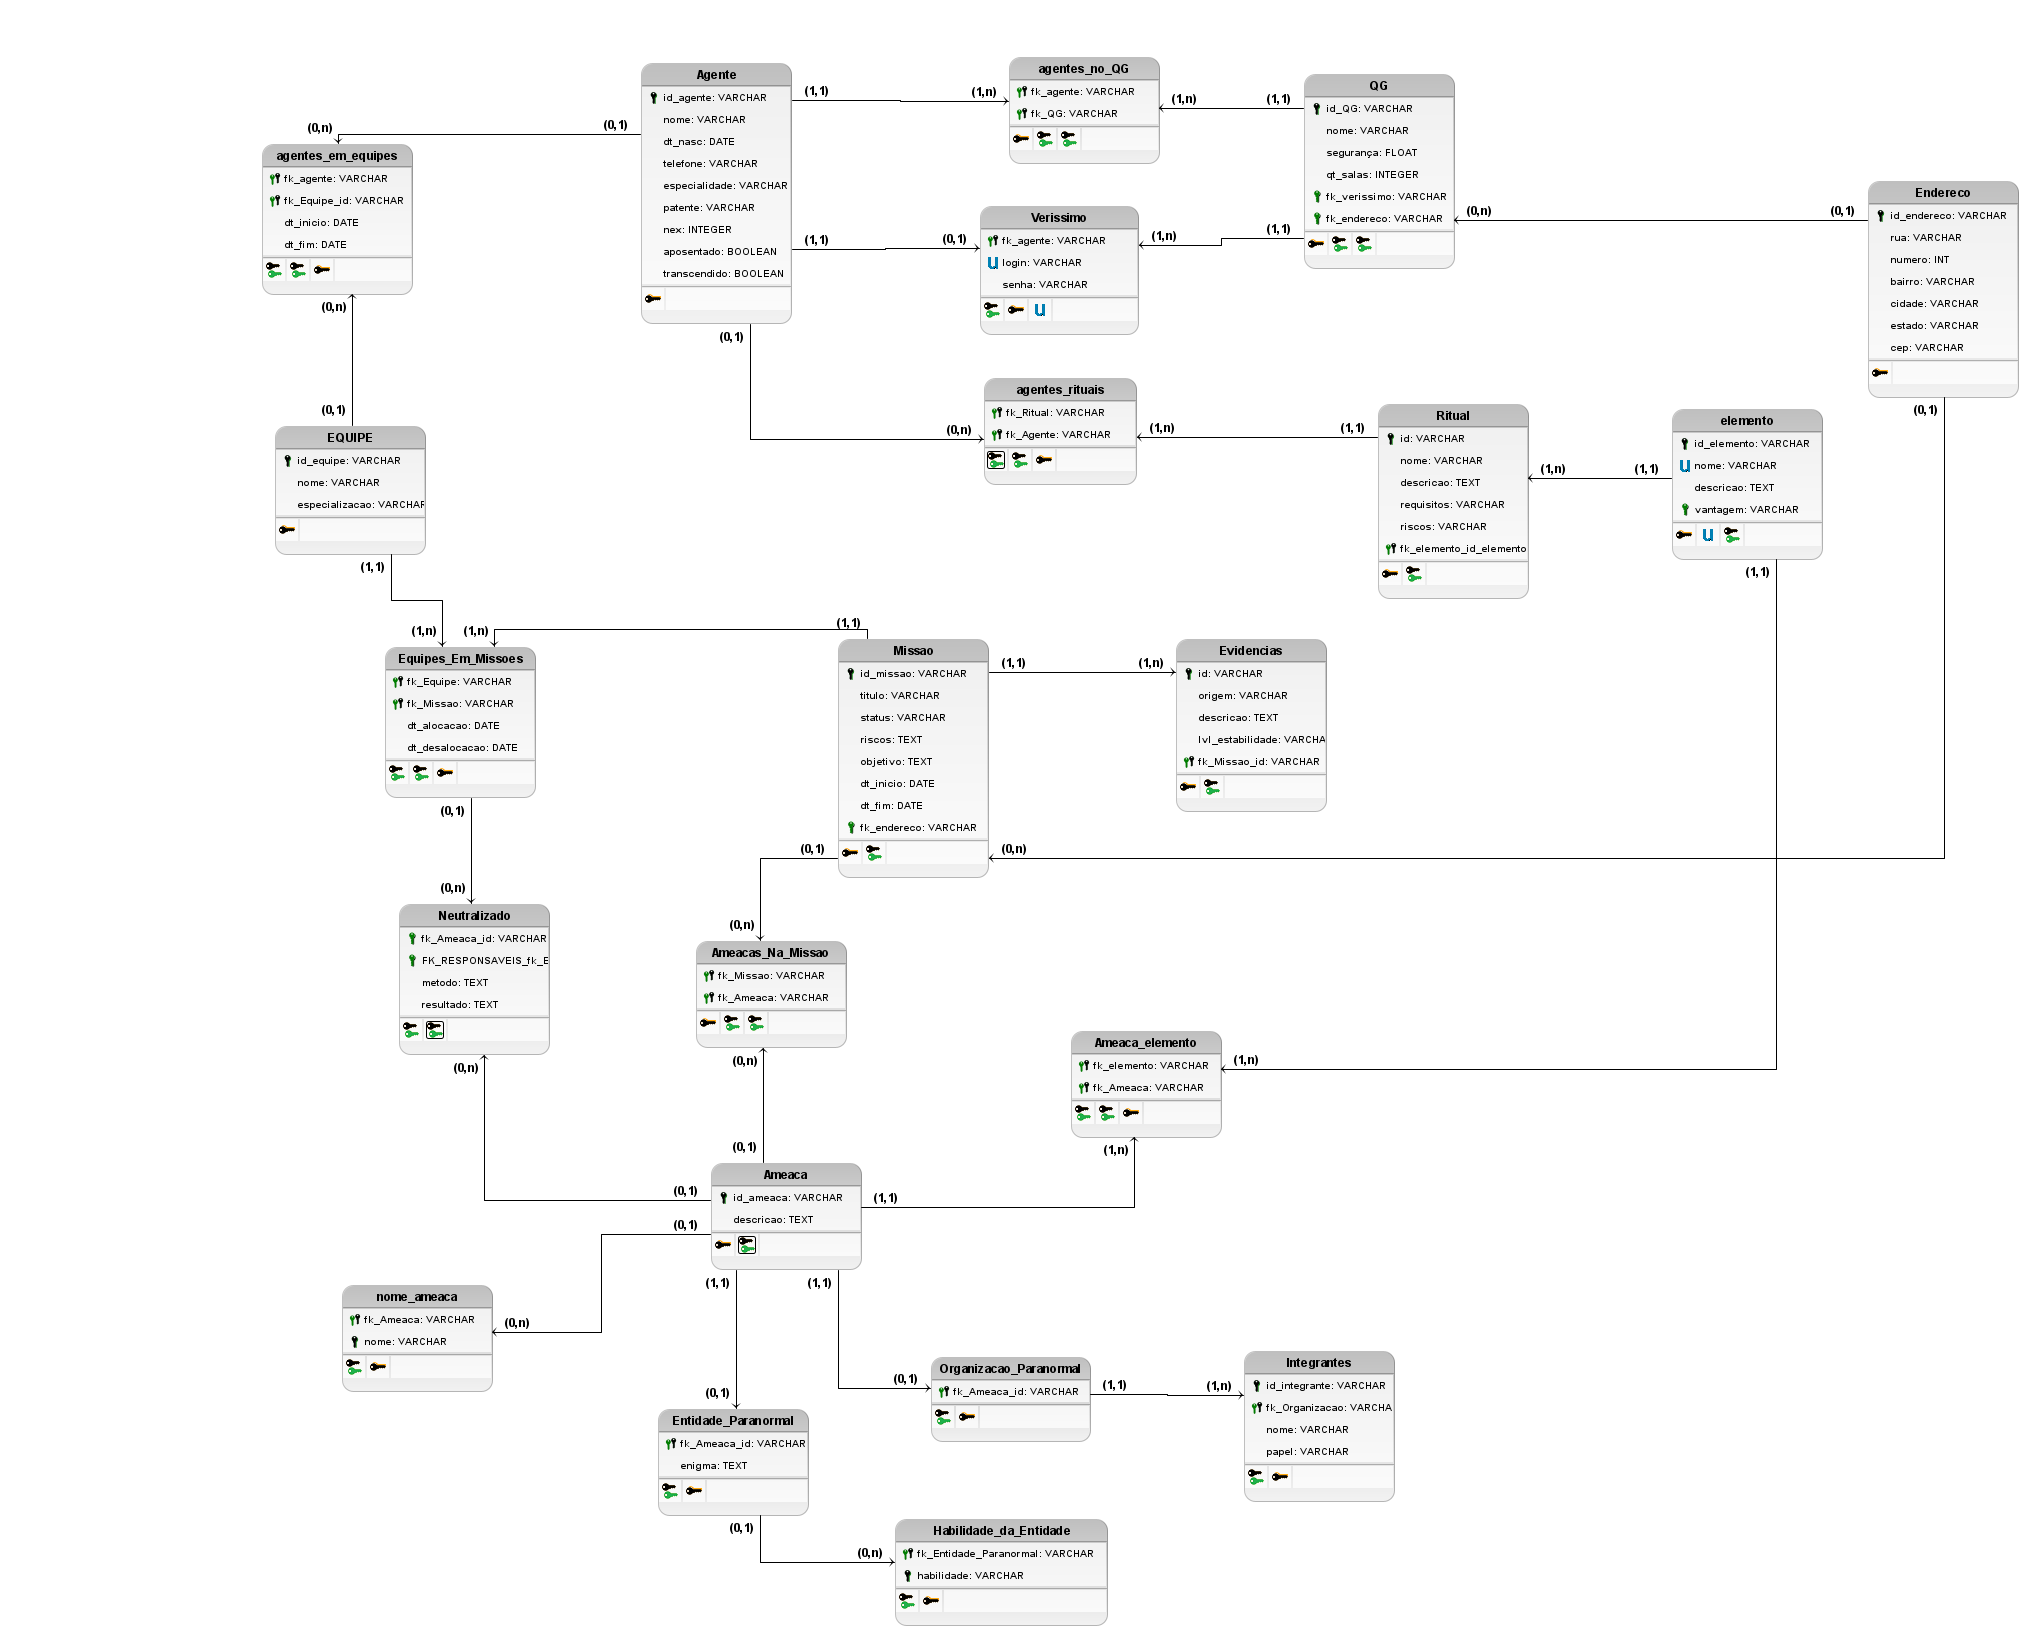 Agente
id_agente: VARCHAR
nome: VARCHAR
dt_nasc: DATE
telefone: VARCHAR
especialidade: VARCHAR
patente: VARCHAR
nex: INTEGER
aposentado: BOOLEAN
transcendido: BOOLEAN
(1,1)
(1,n)
(0,1)
(0,n)
(1,1)
(0,1)
(0,1)
(0,n)
agentes_no_QG
fk_agente: VARCHAR
fk_QG: VARCHAR
(1,n)
(1,1)
QG
id_QG: VARCHAR
nome: VARCHAR
segurança: FLOAT
qt_salas: INTEGER
fk_verissimo: VARCHAR
fk_endereco: VARCHAR
(1,n)
(1,1)
(0,n)
(0,1)
agentes_em_equipes
fk_agente: VARCHAR
fk_Equipe_id: VARCHAR
dt_inicio: DATE
dt_fim: DATE
(0,n)
(0,1)
Verissimo
fk_agente: VARCHAR
u login: VARCHAR
senha: VARCHAR
u
Endereco
id_endereco: VARCHAR
rua: VARCHAR
numero: INT
bairro: VARCHAR
cidade: VARCHAR
estado: VARCHAR
cep: VARCHAR
(0,1)
(0,n)
agentes_rituais
fk_Ritual: VARCHAR
fk_Agente: VARCHAR
(1,n)
(1,1)
Ritual
id: VARCHAR
nome: VARCHAR
descricao: TEXT
requisitos: VARCHAR
riscos: VARCHAR
fk_elemento_id_elemento
(1,n)
(1,1)
elemento
id_elemento: VARCHAR
u nome: VARCHAR
descricao: TEXT
vantagem: VARCHAR
u
(1,1)
(1,n)
EQUIPE
id_equipe: VARCHAR
nome: VARCHAR
especializacao: VARCHAR
(1,1)
(1,n)
(1,n)
(1,1)
Equipes_Em_Missoes
fk_Equipe: VARCHAR
fk_Missao: VARCHAR
dt_alocacao: DATE
dt_desalocacao: DATE
(0,1)
(0,n)
Missao
id_missao: VARCHAR
titulo: VARCHAR
status: VARCHAR
riscos: TEXT
objetivo: TEXT
dt_inicio: DATE
dt_fim: DATE
fk_endereco: VARCHAR
(1,1)
(1,n)
(0,1)
(0,n)
Evidencias
id: VARCHAR
origem: VARCHAR
descricao: TEXT
lvl_estabilidade: VARCHA
fk_Missao_id: VARCHAR
Neutralizado
fk_Ameaca_id: VARCHAR
FK_RESPONSAVEIS_fk_E
metodo: TEXT
resultado: TEXT
(0,n)
(0,1)
Ameacas_Na_Missao
fk_Missao: VARCHAR
fk_Ameaca: VARCHAR
(0,n)
(0,1)
Ameaca_elemento
fk_elemento: VARCHAR
fk_Ameaca: VARCHAR
(1,n)
(1,1)
Ameaca
id_ameaca: VARCHAR
descricao: TEXT
(0,1)
(0,n)
(1,1)
(0,1)
(1,1)
(0,1)
nome_ameaca
fk_Ameaca: VARCHAR
nome: VARCHAR
Organizacao_Paranormal
fk_Ameaca_id: VARCHAR
(1,1)
(1,n)
Integrantes
id_integrante: VARCHAR
fk_Organizacao: VARCHA
nome: VARCHAR
papel: VARCHAR
Entidade_Paranormal
fk_Ameaca_id: VARCHAR
enigma: TEXT
(0,1)
(0,n)
Habilidade_da_Entidade
fk_Entidade_Paranormal: VARCHAR
habilidade: VARCHAR